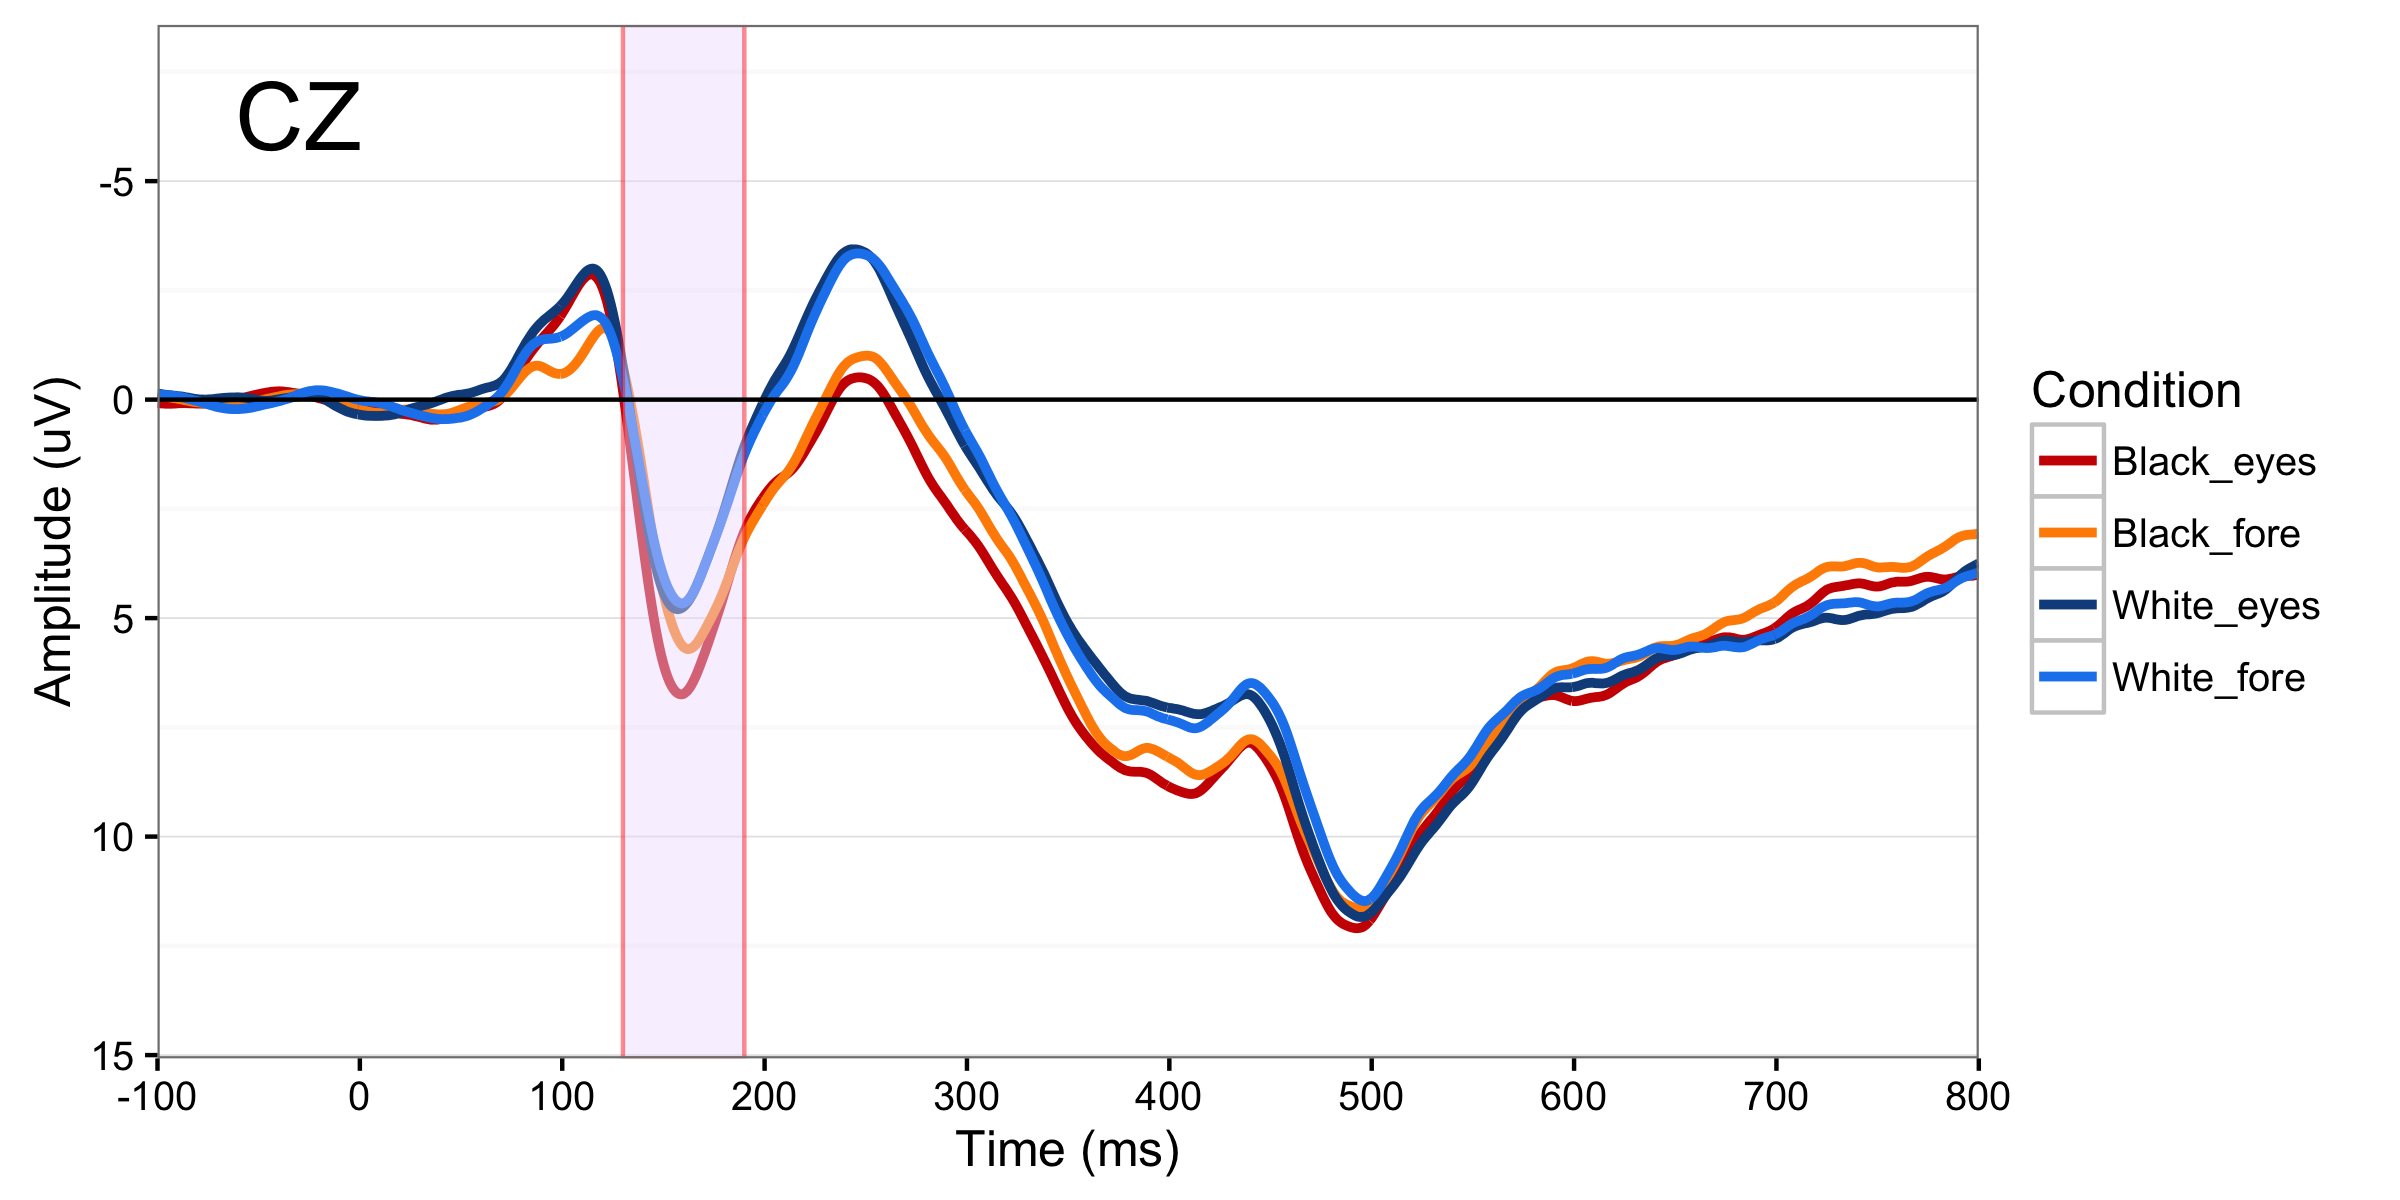 CZ
-5
0
5
10
15
Amplitude (uV)
-100 0 100 200 300 400 500 600 700 800
Time (ms)
Condition
Black_eyes
Black_fore
White_eyes
White_fore